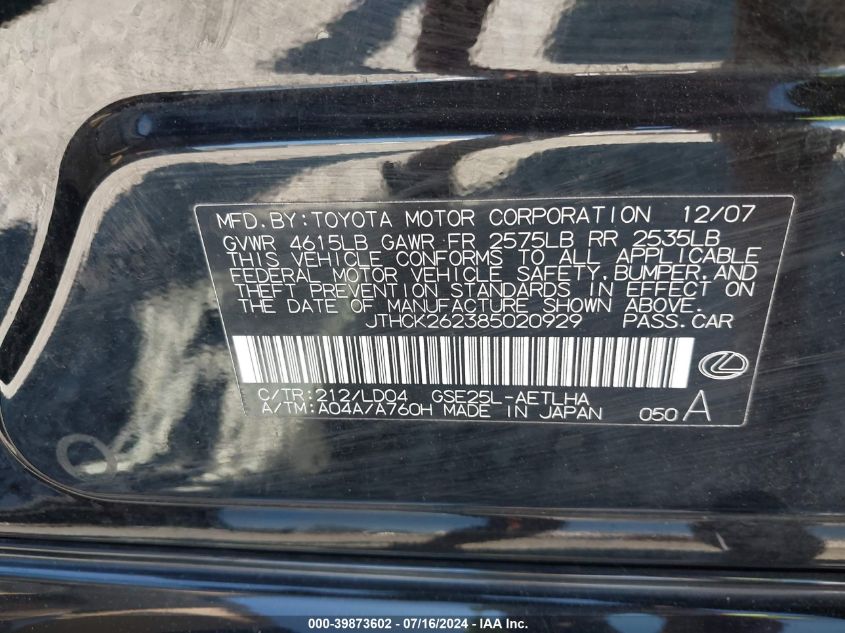 MFD.BY:TOYOTA MOTOR CORPORATION 12/07
GVWR 4615LB GAWR FR 2575LB RR 2535LB
THIS VEHICLE CONFORMS TO ALL APPLICABLE
FEDERAL MOTOR VEHICLE SAFETY,BUMPER,AND
THEFT PREVENTION STANDARDS IN EFFECT ON
THE DATE OF MANUFACTURE SHOWN ABOVE.
JTHCK262385020929 PASS.CAR
C/TR:212/LD04 GSE25L-AETLHA
A/TM:A04A/A760H MADE IN JAPAN 050 A
000-39873602 - 07/16/2024 - IAA Inc.